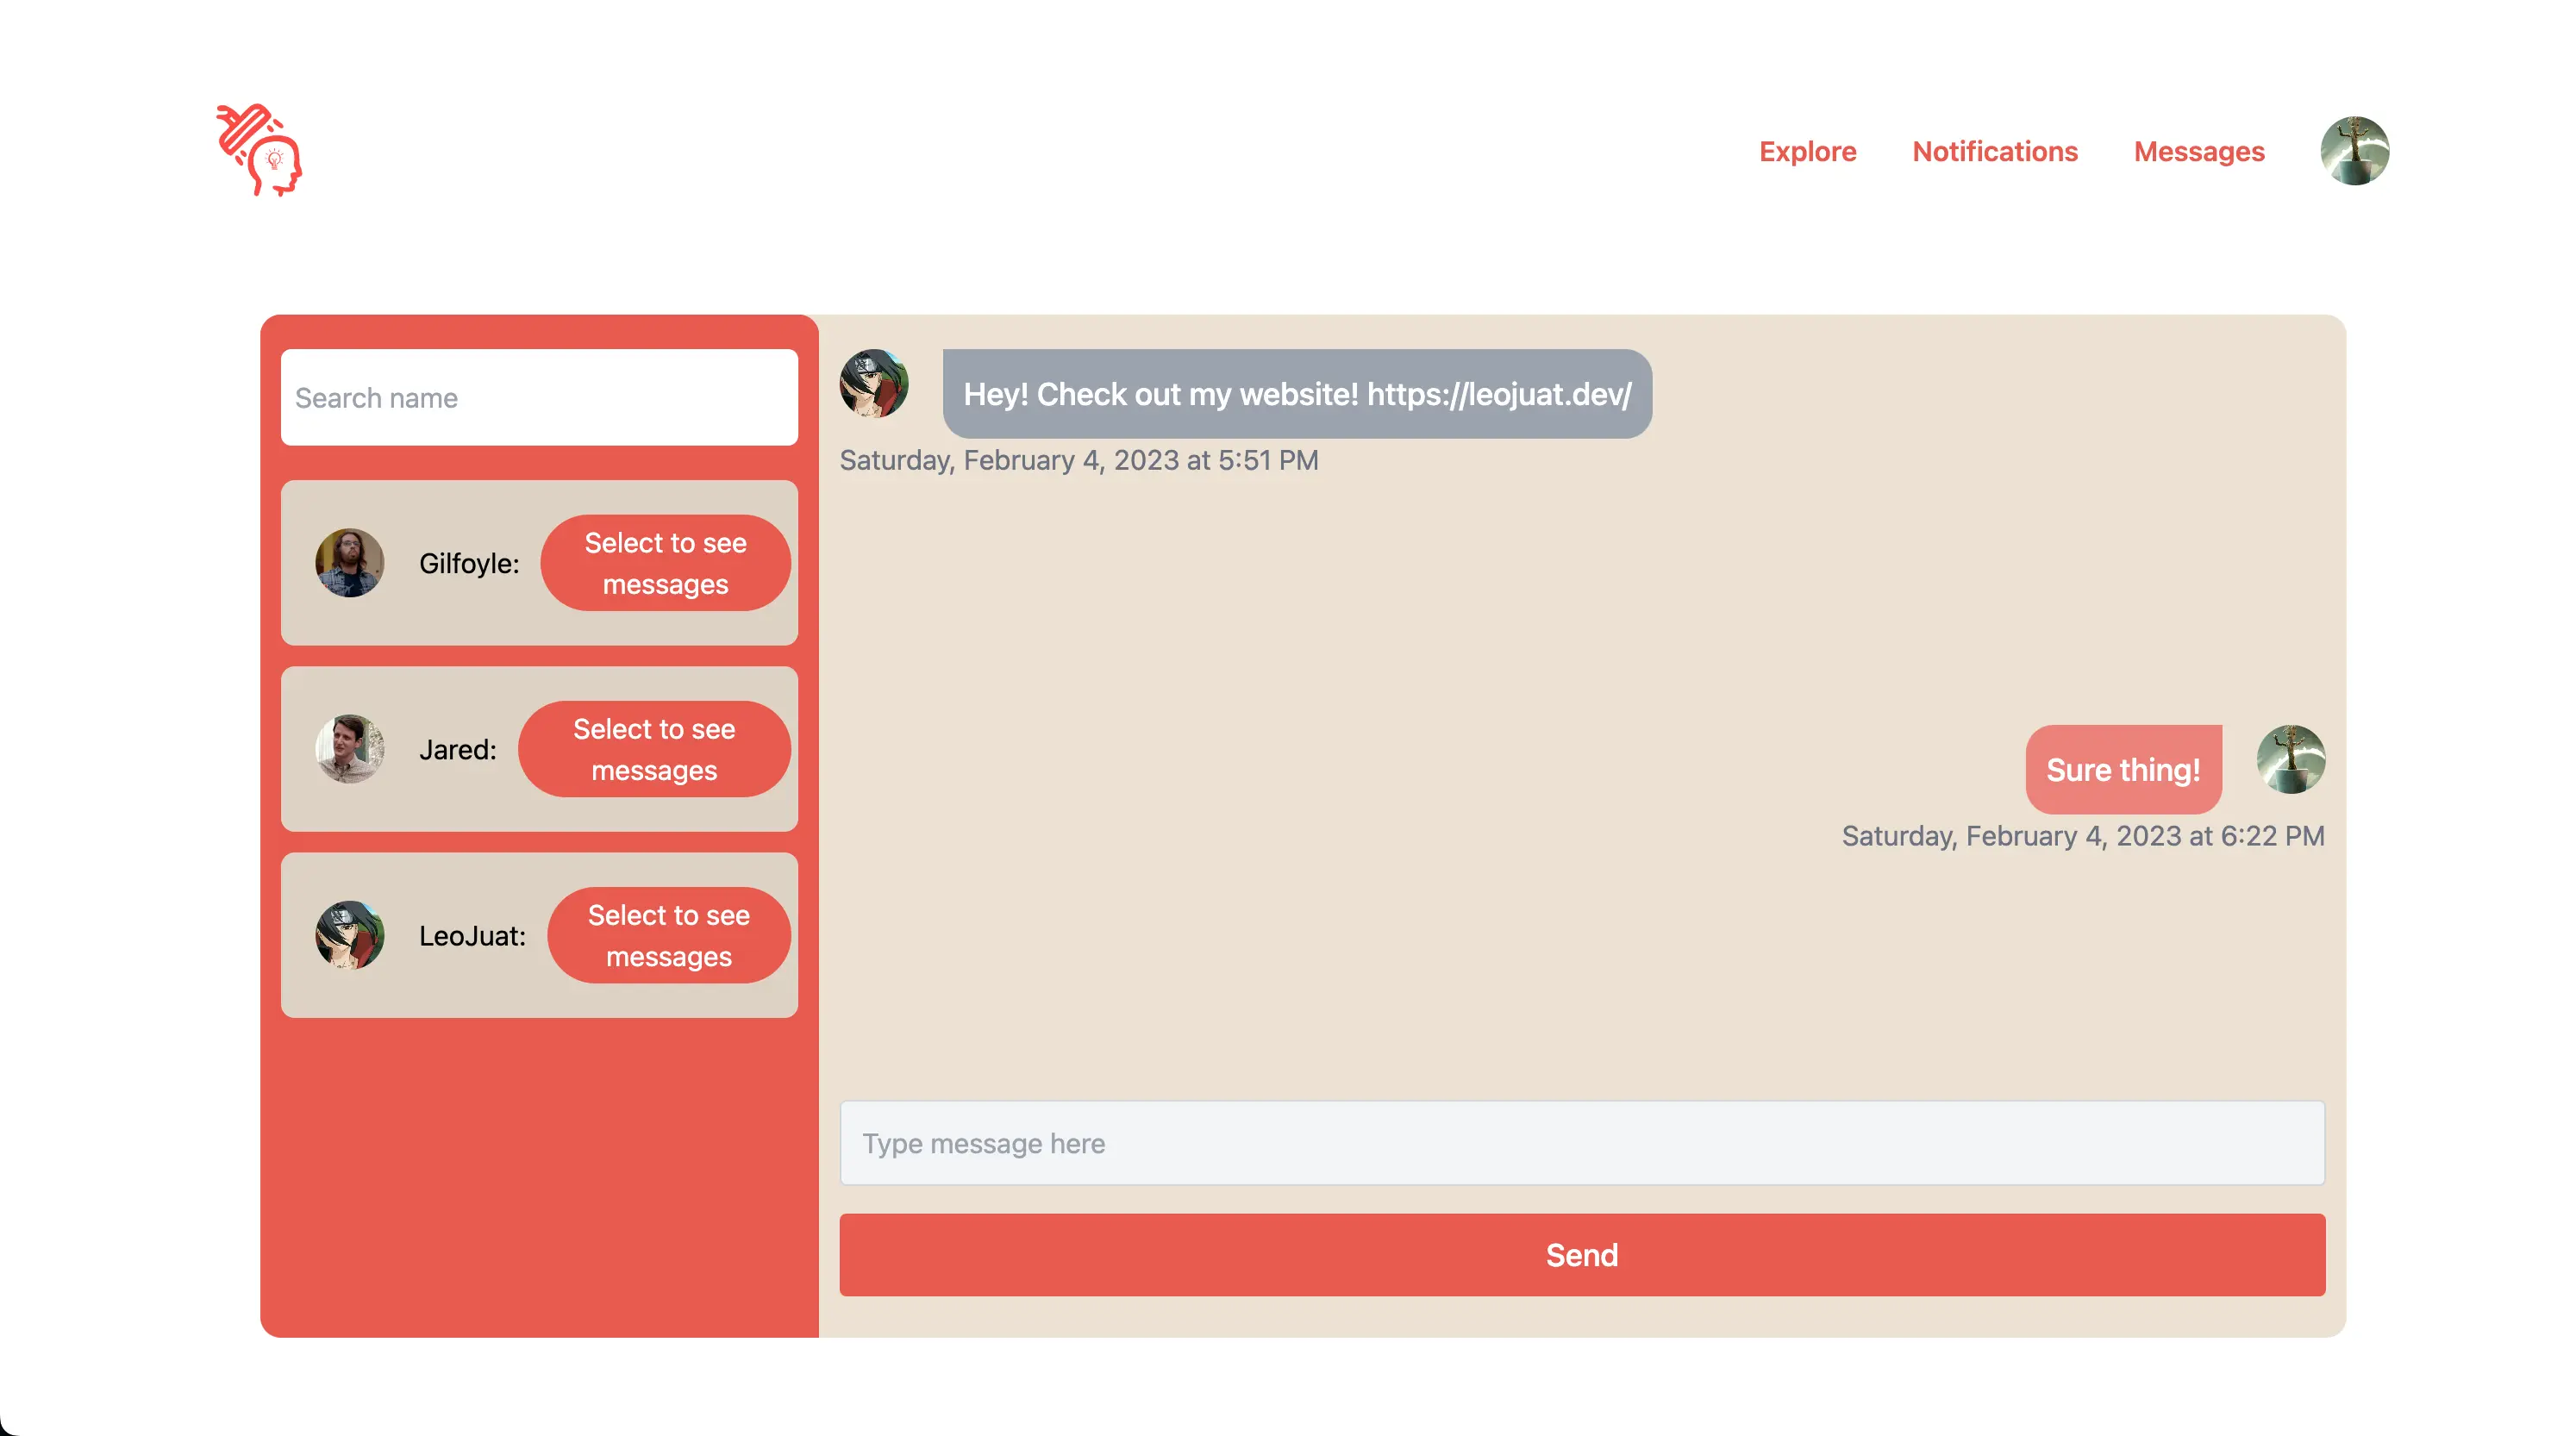 Explore
Notifications
Messages
Search name
Gilfoyle:
Select to see
messages
Jared:
Select to see
messages
LeoJuat:
Select to see
messages
Hey! Check out my website! https://leojuat.dev/
Saturday, February 4, 2023 at 5:51 PM
Sure thing!
Saturday, February 4, 2023 at 6:22 PM
Type message here
Send